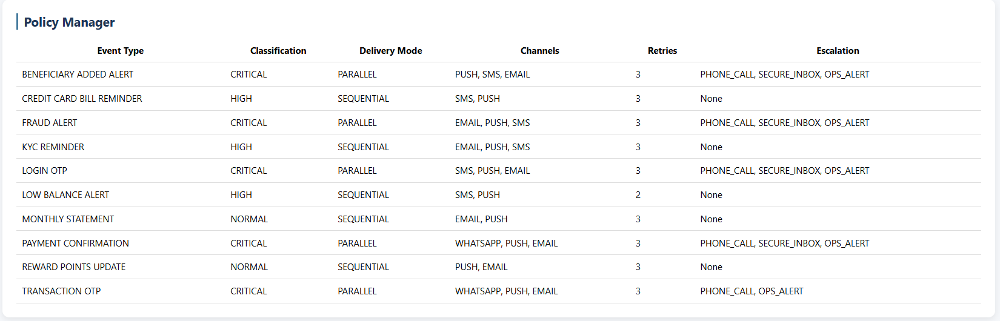 Policy Manager
Event Type Classification Delivery Mode Channels Retries Escalation
BENEFICIARY ADDED ALERT CRITICAL PARALLEL PUSH, SMS, EMAIL 3 PHONE_CALL, SECURE_INBOX, OPS_ALERT
CREDIT CARD BILL REMINDER HIGH SEQUENTIAL SMS, PUSH 3 None
FRAUD ALERT CRITICAL PARALLEL EMAIL, PUSH, SMS 3 PHONE_CALL, SECURE_INBOX, OPS_ALERT
KYC REMINDER HIGH SEQUENTIAL EMAIL, PUSH, SMS 3 None
LOGIN OTP CRITICAL PARALLEL SMS, PUSH, EMAIL 3 PHONE_CALL, SECURE_INBOX, OPS_ALERT
LOW BALANCE ALERT HIGH SEQUENTIAL SMS, PUSH 2 None
MONTHLY STATEMENT NORMAL SEQUENTIAL EMAIL, PUSH 3 None
PAYMENT CONFIRMATION CRITICAL PARALLEL WHATSAPP, PUSH, EMAIL 3 PHONE_CALL, SECURE_INBOX, OPS_ALERT
REWARD POINTS UPDATE NORMAL SEQUENTIAL PUSH, EMAIL 3 None
TRANSACTION OTP CRITICAL PARALLEL WHATSAPP, PUSH, EMAIL 3 PHONE_CALL, OPS_ALERT